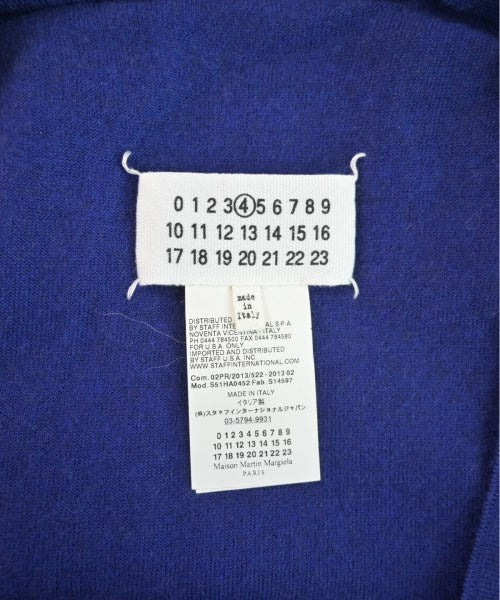 0 1 2 3 4 5 6 7 8 9
10 11 12 13 14 15 16
17 18 19 20 21 22 23
made
in
Italy
DISTRIBUTED
BY STAFF INTE AL S.P.A
NOVENTA VICENTINA - ITALY
PH 0444 784500 FAX 0444 784580
FOR U.S.A. ONLY
IMPORTED AND DISTRIBUTED
BY STAFF U.S.A. INC
WWW.STAFFINTERNATIONAL.COM
Com. 02PR/2013/522 - 2013 02
Mod. S51HA0452 Fab. S14597
MADE IN ITALY
イタリア製
(株)スタッフインターナショナルジャパン
03-5794-9931
0 1 2 3 4 5 6 7 8 9
10 11 12 13 14 15 16
17 18 19 20 21 22 23
Maison Martin Margiela
PARIS